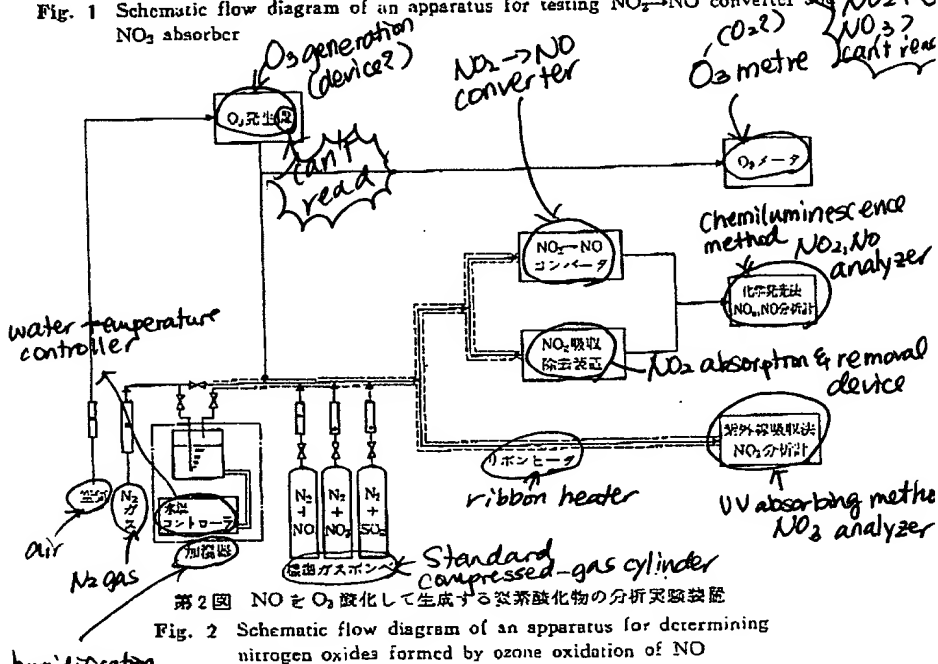 Fig. 1 Schematic flow diagram of an apparatus for testing NO₂→NO converter and
NO₂ absorber
O₃ generation
(device?)
NO₂→NO
converter
(O₂?)
O₃ metre
NO₃?
can't read
O₃発生器
can't
read
O₃メータ
NO₂→NO
コンバータ
Chemiluminescence
method NO₂, NO
analyzer
化学発光法
NOₓ, NO分析計
water temperature
controller
NO₂吸収
除去装置
NO₂ absorption & removal
device
紫外線吸収法
NO₂分析計
リボンヒータ
ribbon heater
UV absorbing method
NO₃ analyzer
空気
air
N₂
ガス
N₂ gas
水温
コントローラ
加湿器
N₂
+
NO
N₂
+
NO₂
N₂
+
SO₂
標準ガスボンベ
Standard
compressed-gas cylinder
第2図 NOをO₃酸化して生成する窒素酸化物の分析実験装置
Fig. 2 Schematic flow diagram of an apparatus for determining
nitrogen oxides formed by ozone oxidation of NO